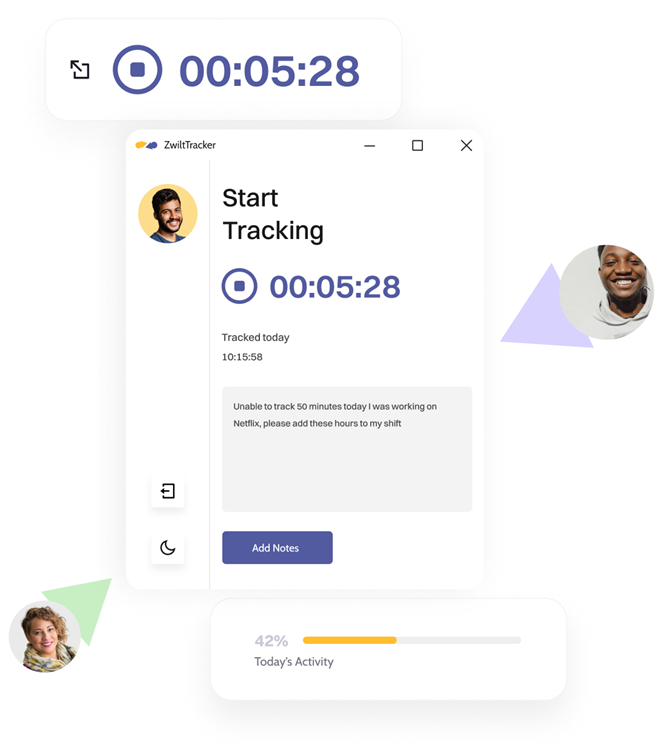 00:05:28
ZwiltTracker
Start
Tracking
00:05:28
Tracked today
10:15:58
Unable to track 50 minutes today I was working on
Netflix, please add these hours to my shift
Add Notes
42%
Today's Activity